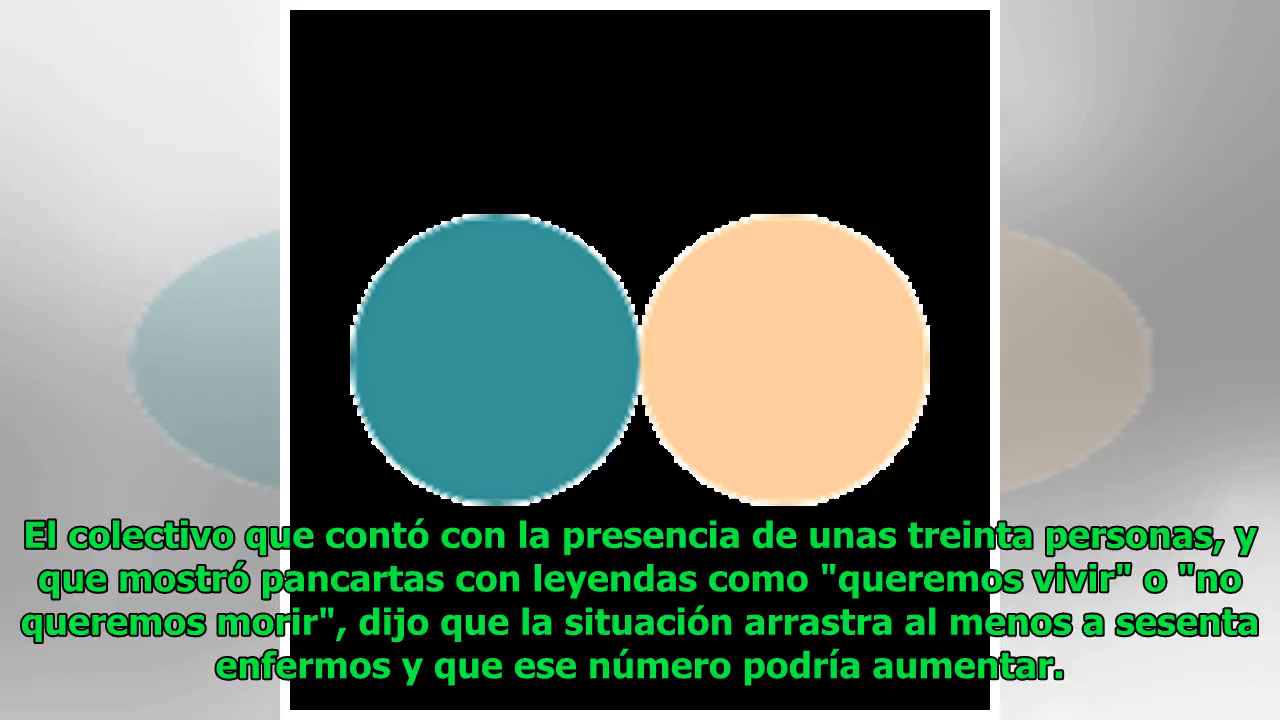 El colectivo que contó con la presencia de unas treinta personas, y
que mostró pancartas con leyendas como "queremos vivir" o "no
queremos morir", dijo que la situación arrastra al menos a sesenta
enfermos y que ese número podría aumentar.